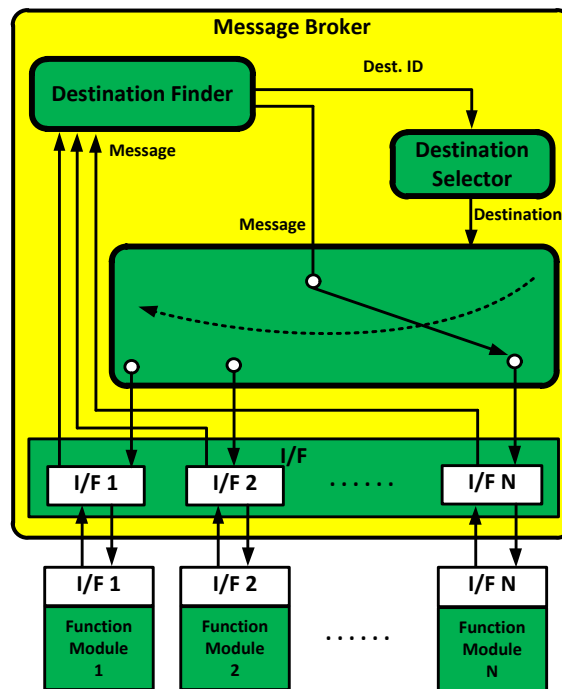 Message Broker
Dest. ID
Destination Finder
Message
Destination
Selector
Message
Destination
I/F
I/F 1
I/F 2
. . . . . .
I/F N
I/F 1
I/F 2
I/F N
Function
Module
1
Function
Module
2
. . . . . .
Function
Module
N